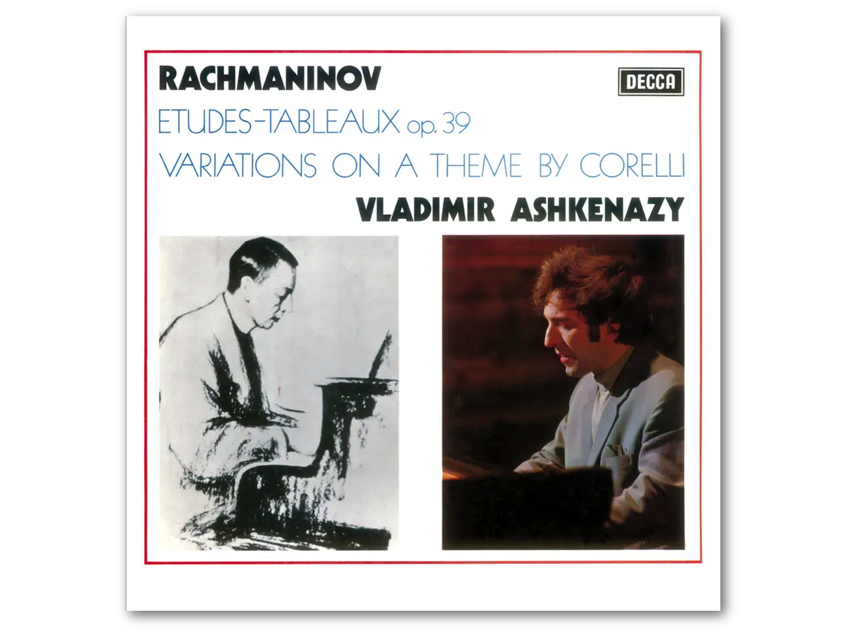 RACHMANINOV
DECCA
ETUDES-TABLEAUX op. 39
VARIATIONS ON A THEME BY CORELLI
VLADIMIR ASHKENAZY